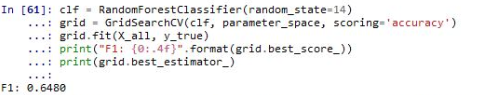 In [61]: clf = RandomForestClassifier(random_state=14)
...: grid = GridSearchCV(clf, parameter_space, scoring='accuracy')
...: grid.fit(X_all, y_true)
...: print("F1: {0:.4f}".format(grid.best_score_))
...: print(grid.best_estimator_)
...:
F1: 0.6480